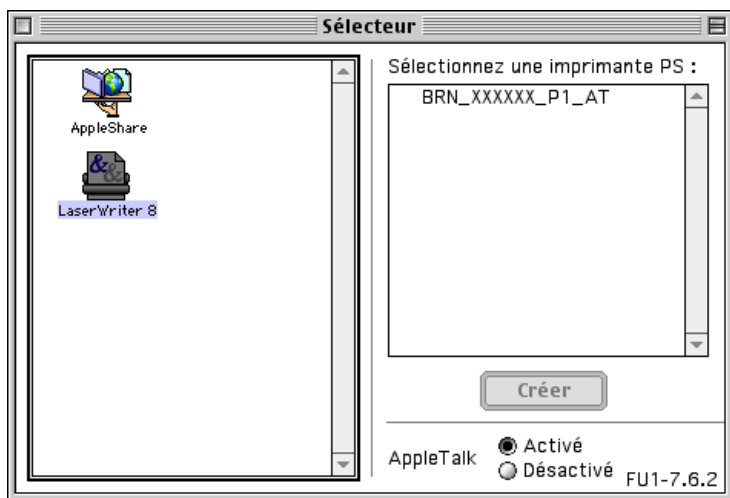 Sélecteur
AppleShare
LaserWriter 8
Sélectionnez une imprimante PS :
BRN_XXXXXX_P1_AT
Créer
AppleTalk
Activé
Désactivé
FU1-7.6.2